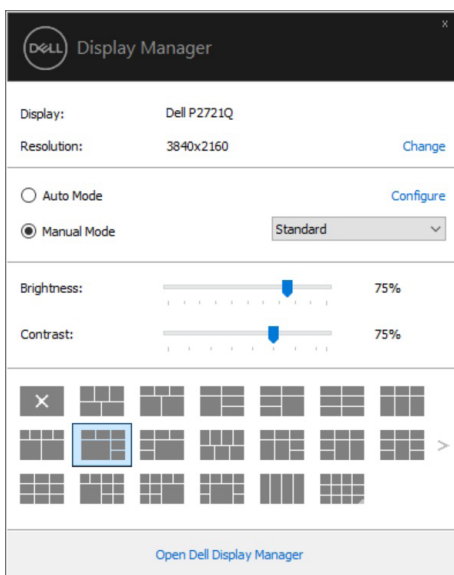 x
DELL Display Manager
Display: Dell P2721Q
Resolution: 3840x2160 Change
Auto Mode Configure
Manual Mode Standard
Brightness: 75%
Contrast: 75%
Open Dell Display Manager